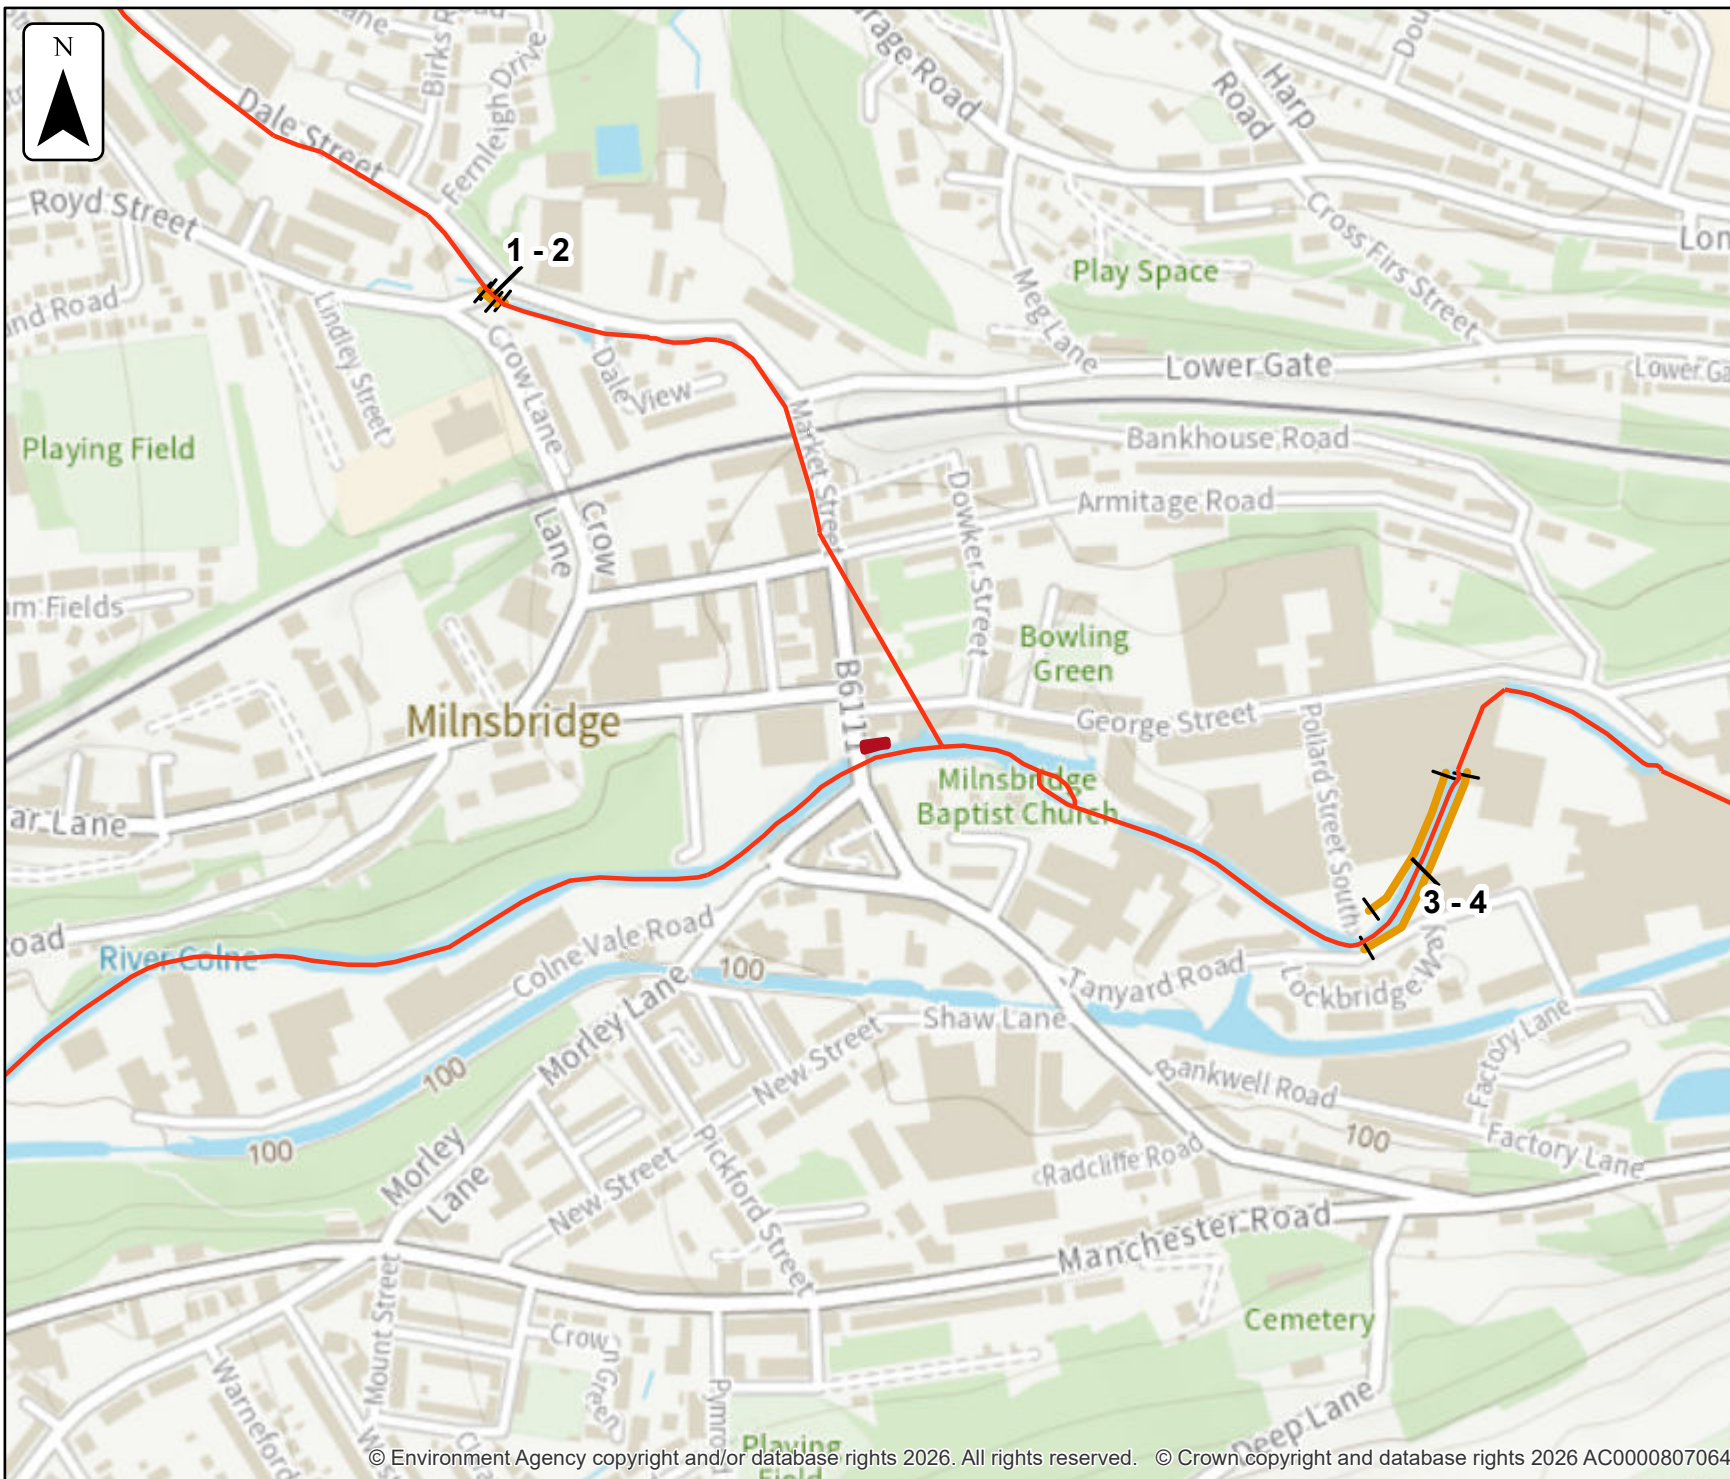 N
Lane
Birks R
Road
Fernleigh Drive
Dale Street
Royd Street
1 - 2
and Road
Lindley Street
Crow Lane
Dale
View
Playing Field
Market Street
Road
Harp
Road
Cross Firs Street
Play Space
Meg Lane
Lower Gate
Lower Ga
Lon
Dou
Bankhouse Road
Armitage Road
Dowker Street
Crow
Lane
m Fields
Bowling
Green
B6111
Milnsbridge
George Street
Pollard Street South
Milnsbridge
Baptist Church
ar Lane
3 - 4
oad
River Colne
Colne Vale Road
100
Tanyard Road
Lockbridge Way
Morley Lane
Shaw Lane
Factory Lane
100
New Street
Bankwell Road
100
100
Factory Lane
Morley
Lane
New Street
Pickford Street
Radcliffe Road
Manchester Road
Mount Street
Cemetery
Crow
Green
Warneford
Deep Lane
Playing
Field
© Environment Agency copyright and/or database rights 2026. All rights reserved. © Crown copyright and database rights 2026 AC0000807064